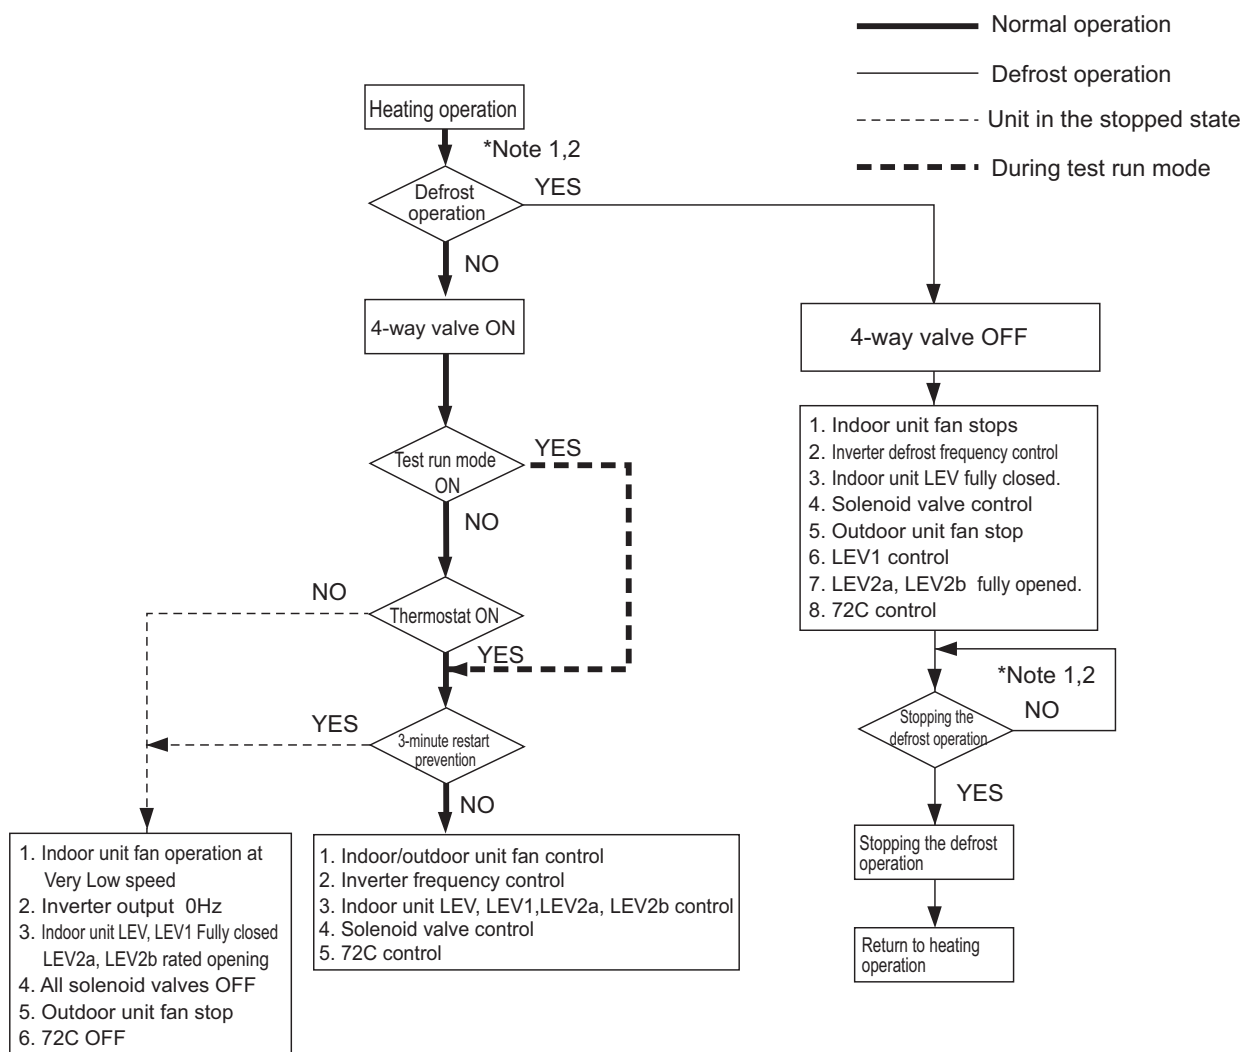 Normal operation
Defrost operation
Unit in the stopped state
During test run mode
Heating operation
*Note 1,2
Defrost
operation
YES
NO
4-way valve ON
4-way valve OFF
Test run mode
ON
YES
NO
1. Indoor unit fan stops
2. Inverter defrost frequency control
3. Indoor unit LEV fully closed.
4. Solenoid valve control
5. Outdoor unit fan stop
6. LEV1 control
7. LEV2a, LEV2b fully opened.
8. 72C control
NO
Thermostat ON
YES
YES
3-minute restart
prevention
NO
*Note 1,2
NO
Stopping the
defrost operation
YES
1. Indoor unit fan operation at
Very Low speed
2. Inverter output 0Hz
3. Indoor unit LEV, LEV1 Fully closed
LEV2a, LEV2b rated opening
4. All solenoid valves OFF
5. Outdoor unit fan stop
6. 72C OFF
1. Indoor/outdoor unit fan control
2. Inverter frequency control
3. Indoor unit LEV, LEV1,LEV2a, LEV2b control
4. Solenoid valve control
5. 72C control
Stopping the defrost
operation
Return to heating
operation